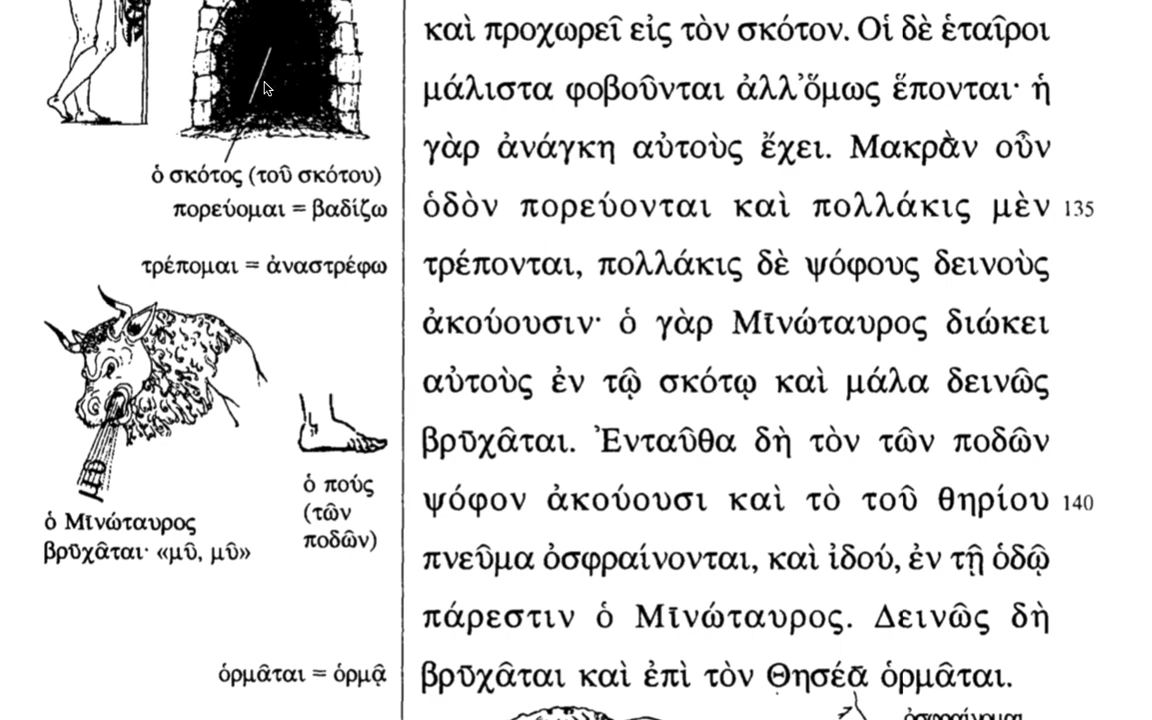 καὶ προχωρεῖ εἰς τὸν σκότον. Οἱ δὲ ἑταῖροι
μάλιστα φοβοῦνται ἀλλ'ὅμως ἕπονται· ἡ
γὰρ ἀνάγκη αὐτοὺς ἔχει. Μακρὰν οὖν
ὁδὸν πορεύονται καὶ πολλάκις μὲν 135
τρέπονται, πολλάκις δὲ ψόφους δεινοὺς
ἀκούουσιν· ὁ γὰρ Μῑνώταυρος διώκει
αὐτοὺς ἐν τῷ σκότῳ καὶ μάλα δεινῶς
βρῡχᾶται. Ἐνταῦθα δὴ τὸν τῶν ποδῶν
ψόφον ἀκούουσι καὶ τὸ τοῦ θηρίου 140
πνεῦμα ὀσφραίνονται, καὶ ἰδού, ἐν τῇ ὁδῷ
πάρεστιν ὁ Μῑνώταυρος. Δεινῶς δὴ
βρῡχᾶται καὶ ἐπὶ τὸν Θησέᾱ ὁρμᾶται.
ὁ σκότος (τοῦ σκότου)
πορεύομαι = βαδίζω
τρέπομαι = ἀναστρέφω
ὁ πούς
(τῶν
ποδῶν)
ὁ Μῑνώταυρος
βρῡχᾶται· «μῦ, μῦ»
ὁρμᾶται = ὁρμᾷ
ὀσφραίνομαι